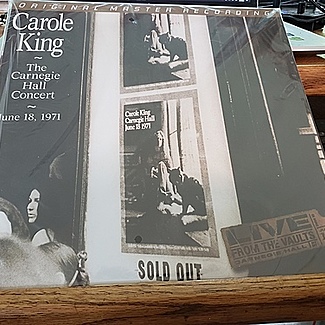 ORIGINAL MASTER RECORDING
Carole
King
~
The
Carnegie
Hall
Concert
~
June 18, 1971
Carole King
Carnegie Hall
June 18 1971
SOLD OUT
LIVE
FROM THE VAULTS